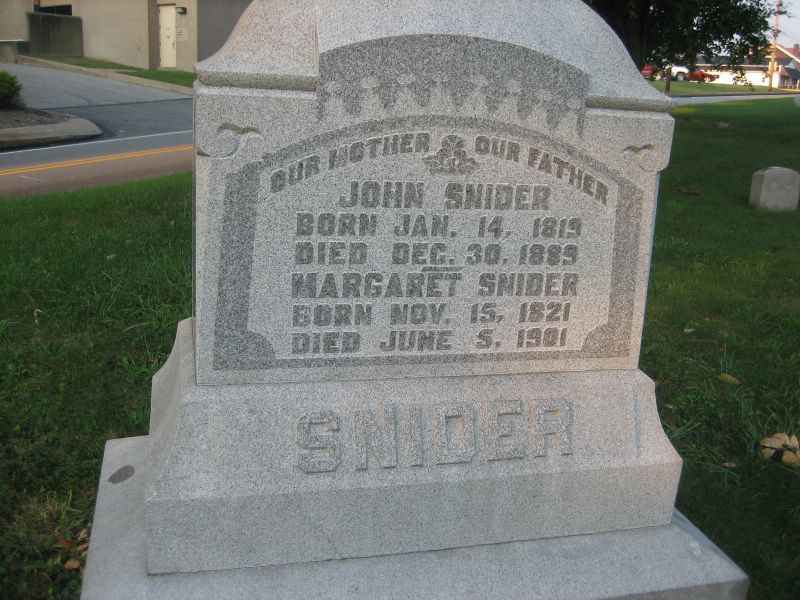 OUR MOTHER OUR FATHER
JOHN SNIDER
BORN JAN. 14, 1819
DIED DEC. 30, 1889
MARGARET SNIDER
BORN NOV. 15, 1821
DIED JUNE 5, 1901
SNIDER